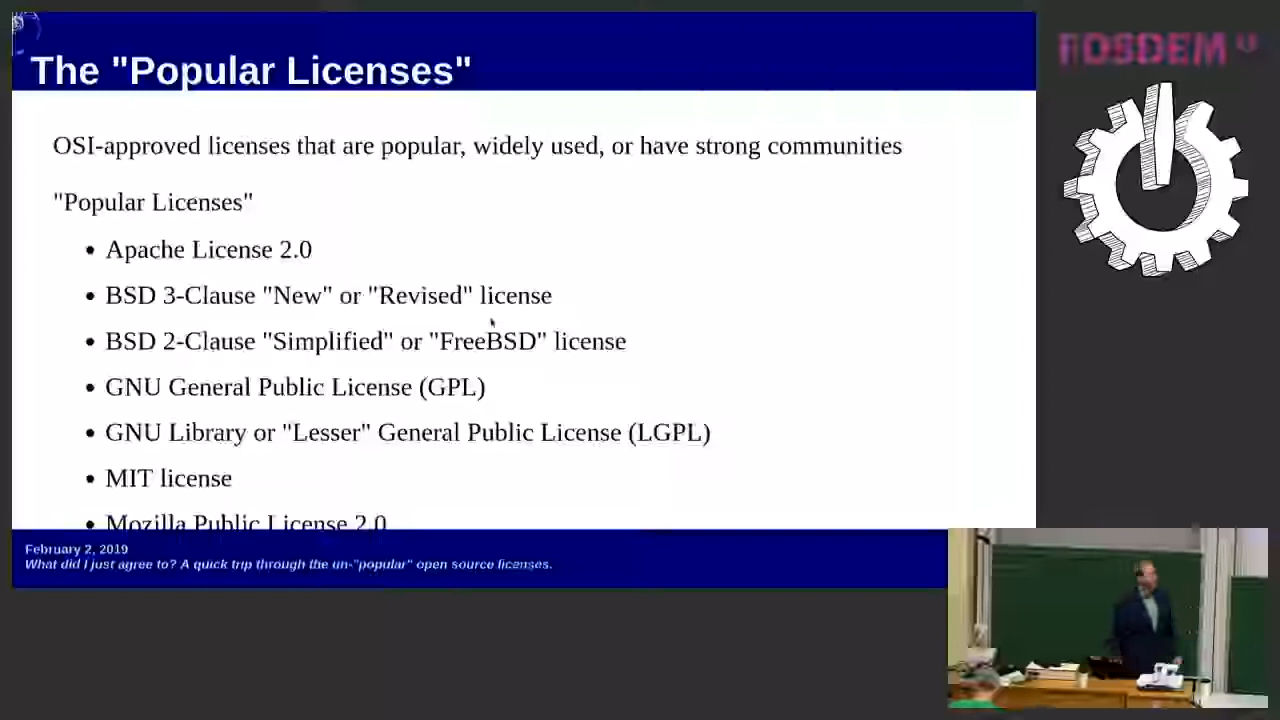 The "Popular Licenses"
OSI-approved licenses that are popular, widely used, or have strong communities
"Popular Licenses"
• Apache License 2.0
• BSD 3-Clause "New" or "Revised" license
• BSD 2-Clause "Simplified" or "FreeBSD" license
• GNU General Public License (GPL)
• GNU Library or "Lesser" General Public License (LGPL)
• MIT license
• Mozilla Public License 2.0
February 2, 2019
What did I just agree to? A quick trip through the un-"popular" open source licenses.
FOSDEM